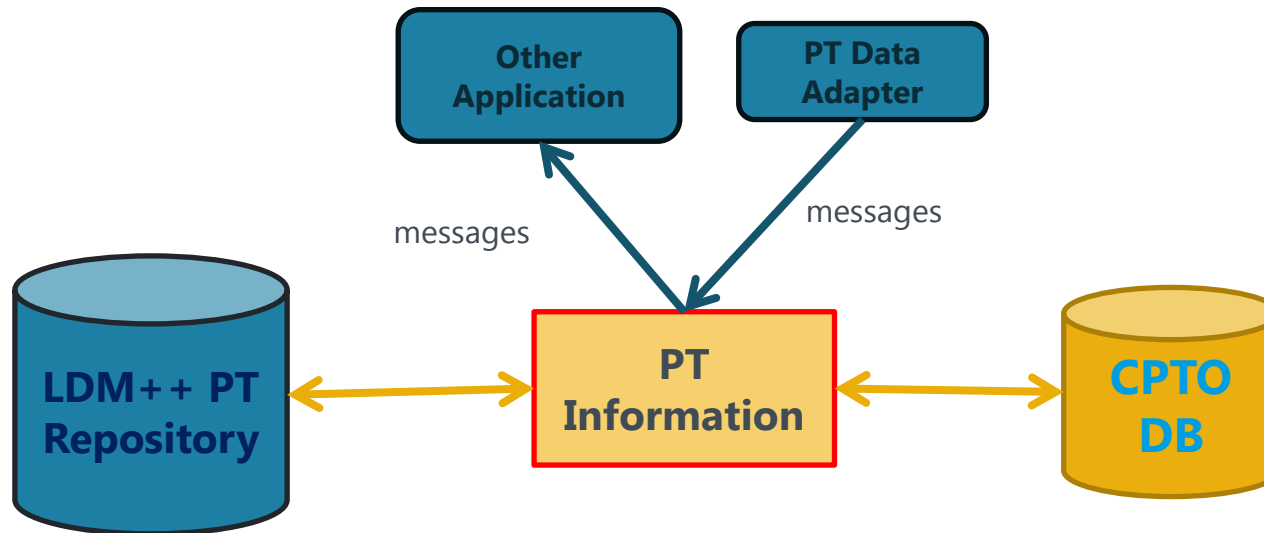 Other
Application
PT Data
Adapter
messages
messages
LDM++ PT
Repository
PT
Information
CPTO
DB